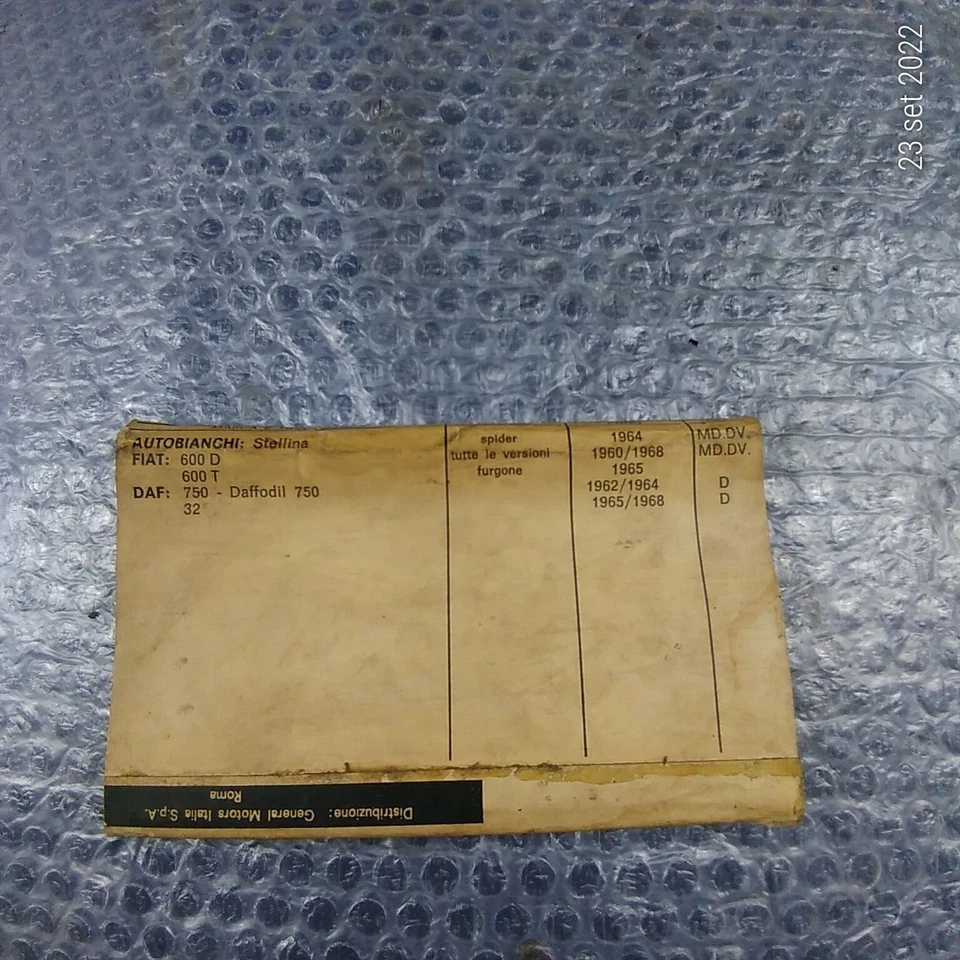 23 set 2022
AUTOBIANCHI: Stellina spider 1964 MD.DV.
FIAT: 600 D tutte le versioni 1960/1968 MD.DV.
600 T furgone 1965
DAF: 750 - Daffodil 750 1962/1964 D
32 1965/1968 D
Distribuzione: General Motors Italia S.p.A.
Roma